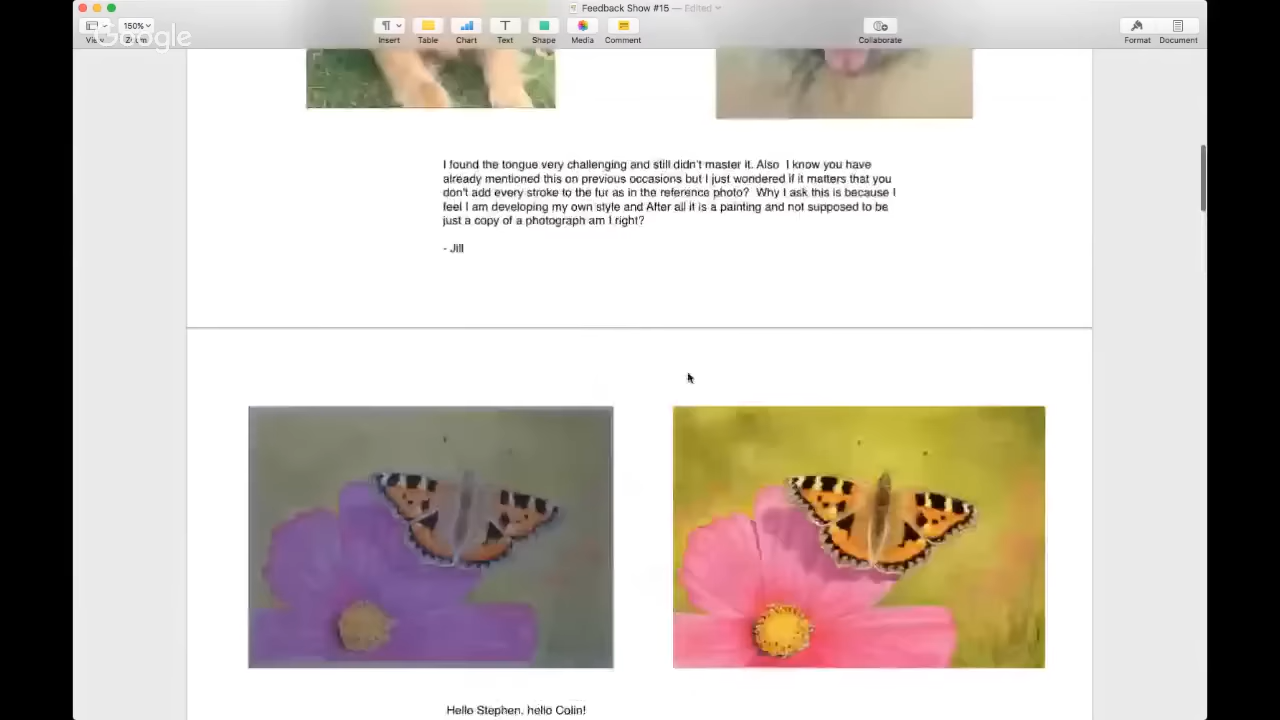 Feedback Show #15 — Edited
View
150%
Zoom
Google
Insert
Table
Chart
Text
Shape
Media
Comment
Collaborate
Format
Document
I found the tongue very challenging and still didn't master it. Also  I know you have
already mentioned this on previous occasions but I just wondered if it matters that you
don't add every stroke to the fur as in the reference photo?  Why I ask this is because I
feel I am developing my own style and After all it is a painting and not supposed to be
just a copy of a photograph am I right?
- Jill
Hello Stephen, hello Colin!